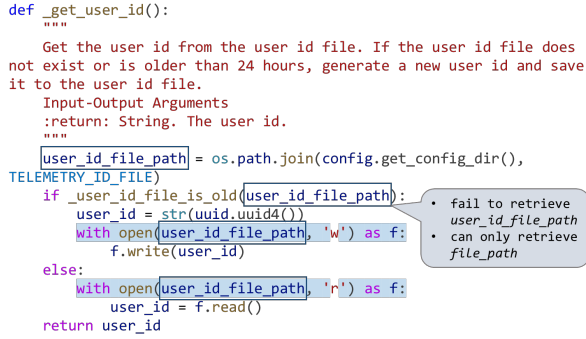 def _get_user_id():
"""
Get the user id from the user id file. If the user id file does
not exist or is older than 24 hours, generate a new user id and save
it to the user id file.
Input-Output Arguments
:return: String. The user id.
"""
user_id_file_path = os.path.join(config.get_config_dir(),
TELEMETRY_ID_FILE)
if _user_id_file_is_old(user_id_file_path):
user_id = str(uuid.uuid4())
with open(user_id_file_path, 'w') as f:
f.write(user_id)
else:
with open(user_id_file_path, 'r') as f:
user_id = f.read()
return user_id
• fail to retrieve
user_id_file_path
• can only retrieve
file_path